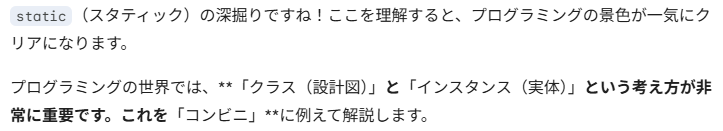 static（スタティック）の深掘りですね！ここを理解すると、プログラミングの景色が一気にク
リアになります。
プログラミングの世界では、**「クラス（設計図）」と「インスタンス（実体）」という考え方が非
常に重要です。これを「コンビニ」**に例えて解説します。